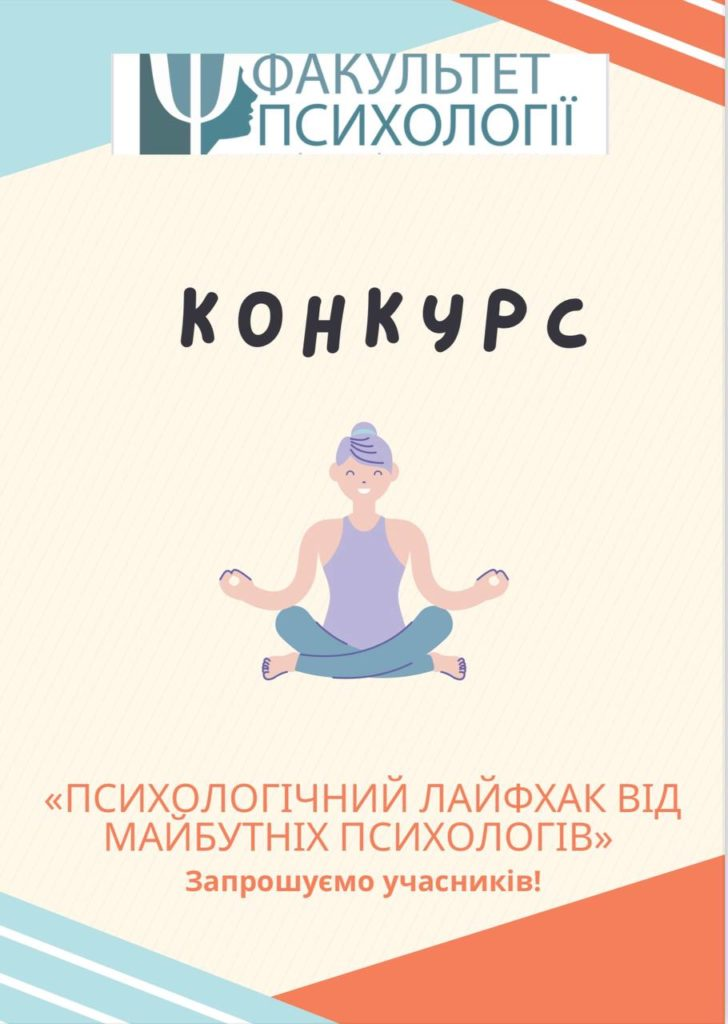 ФАКУЛЬТЕТ
ПСИХОЛОГІЇ
КОНКУРС
«ПСИХОЛОГІЧНИЙ ЛАЙФХАК ВІД
МАЙБУТНІХ ПСИХОЛОГІВ»
Запрошуємо учасників!